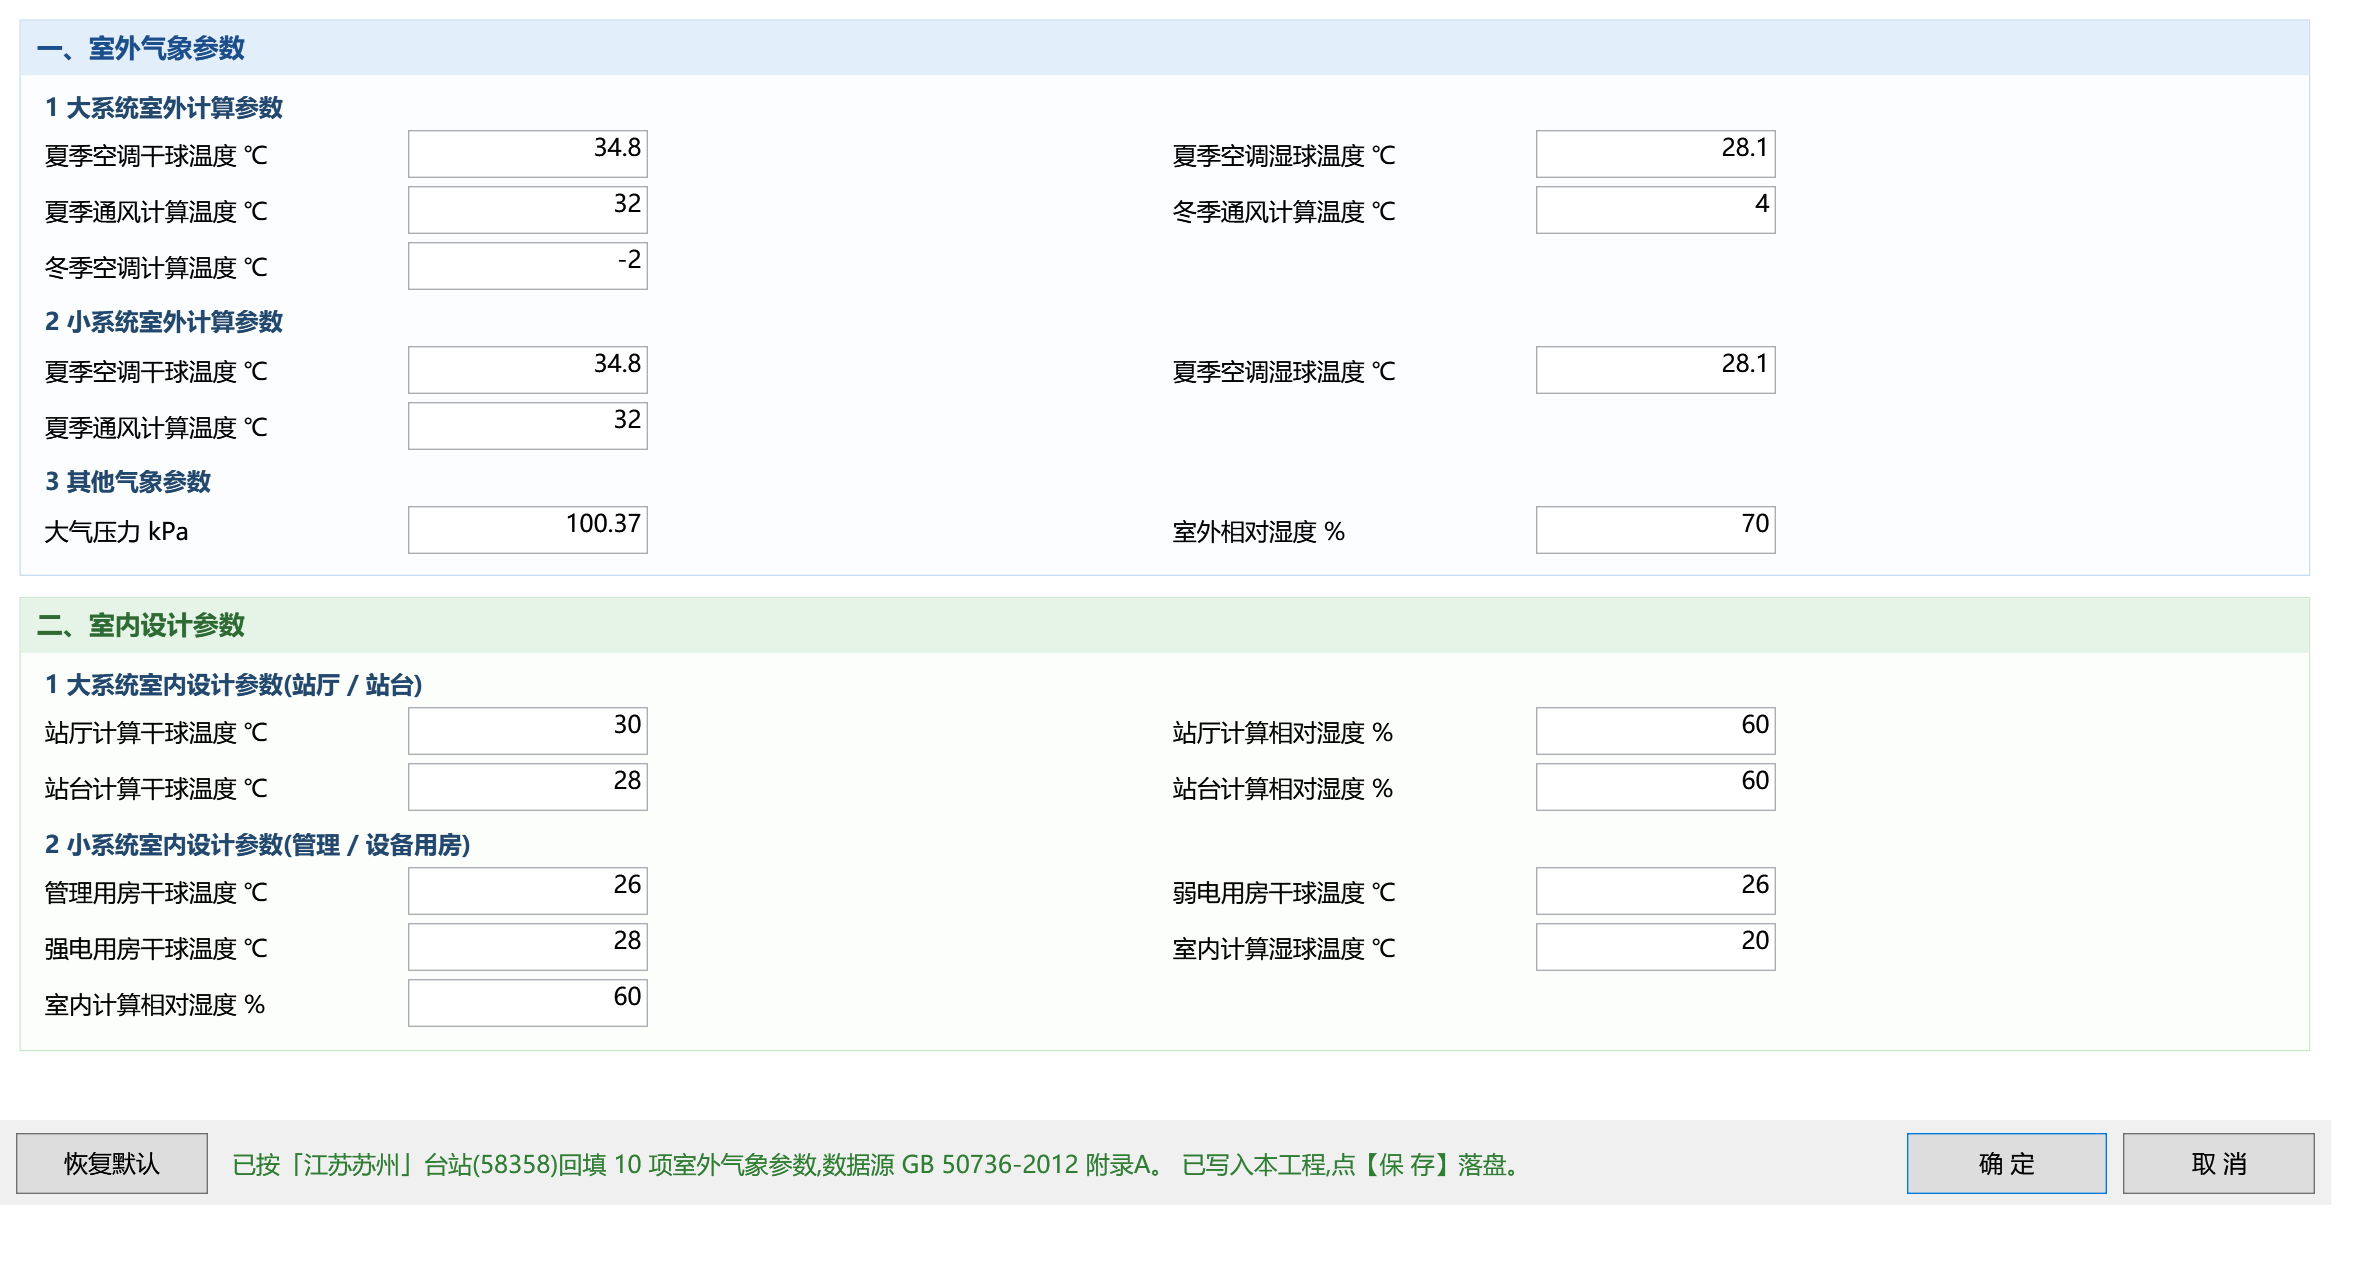 一、室外气象参数
1 大系统室外计算参数
夏季空调干球温度 ℃ 34.8 夏季空调湿球温度 ℃ 28.1
夏季通风计算温度 ℃ 32 冬季通风计算温度 ℃ 4
冬季空调计算温度 ℃ -2
2 小系统室外计算参数
夏季空调干球温度 ℃ 34.8 夏季空调湿球温度 ℃ 28.1
夏季通风计算温度 ℃ 32
3 其他气象参数
大气压力 kPa 100.37 室外相对湿度 % 70
二、室内设计参数
1 大系统室内设计参数(站厅 / 站台)
站厅计算干球温度 ℃ 30 站厅计算相对湿度 % 60
站台计算干球温度 ℃ 28 站台计算相对湿度 % 60
2 小系统室内设计参数(管理 / 设备用房)
管理用房干球温度 ℃ 26 弱电用房干球温度 ℃ 26
强电用房干球温度 ℃ 28 室内计算湿球温度 ℃ 20
室内计算相对湿度 % 60
恢复默认 已按「江苏苏州」台站(58358)回填 10 项室外气象参数,数据源 GB 50736-2012 附录A。 已写入本工程,点【保 存】落盘。 确 定 取 消